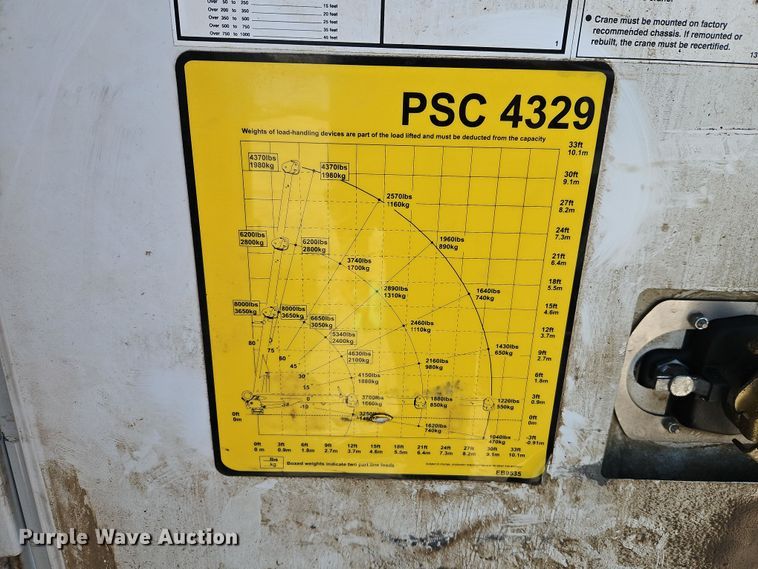 Over 50 to 250 15 feet
Over 200 to 350 20 feet
Over 350 to 500 25 feet
Over 500 to 750 35 feet
Over 750 to 1000 45 feet
1
• Crane must be mounted on factory
recommended chassis. If remounted or
rebuilt, the crane must be recertified.
13
PSC 4329
Weights of load-handling devices are part of the load lifted and must be deducted from the capacity
33ft
10.1m
30ft
9.1m
27ft
8.2m
24ft
7.3m
21ft
6.4m
18ft
5.5m
15ft
4.6m
12ft
3.7m
9ft
2.7m
6ft
1.8m
3ft
0.9m
0ft
0m
-3ft
-0.91m
4370lbs
1980kg
4370lbs
1980kg
2570lbs
1160kg
6200lbs
2800kg
6200lbs
2800kg
3740lbs
1700kg
1960lbs
890kg
2890lbs
1310kg
1640lbs
740kg
8000lbs
3650kg
8000lbs
3650kg
6650lbs
3050kg
5340lbs
2400kg
2460lbs
1110kg
4630lbs
2100kg
1430lbs
650kg
4150lbs
1880kg
2160lbs
980kg
3700lbs
1660kg
1880lbs
850kg
1220lbs
550kg
3250lbs
1620lbs
740kg
1040lbs
470kg
80
75
60
45
30
15
0
-10
0ft
0m
0ft 3ft 6ft 9ft 12ft 15ft 18ft 21ft 24ft 27ft 30ft 33ft
0 m 0.9m 1.8m 2.7m 3.7m 4.6m 5.5m 6.4m 7.3m 8.2m 9.1m 10.1m
lbs
kg
Boxed weights indicate two part line loads
EB9535
Purple Wave Auction